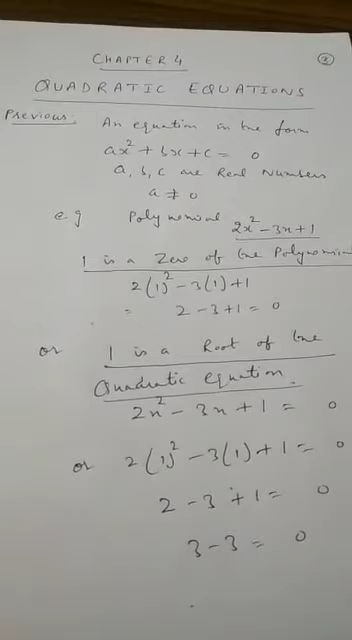 CHAPTER 4
②
QUADRATIC EQUATIONS
Previous: An equation in the form
ax² + bx + c = 0
a, b, c are Real Numbers
a ≠ 0
e g Polynomial 2x² - 3x + 1
1 is a Zero of the Polynomial
2(1)² - 3(1) + 1
= 2 - 3 + 1 = 0
or 1 is a Root of the
Quadratic equation.
2x² - 3x + 1 = 0
or 2(1)² - 3(1) + 1 = 0
2 - 3 + 1 = 0
3 - 3 = 0